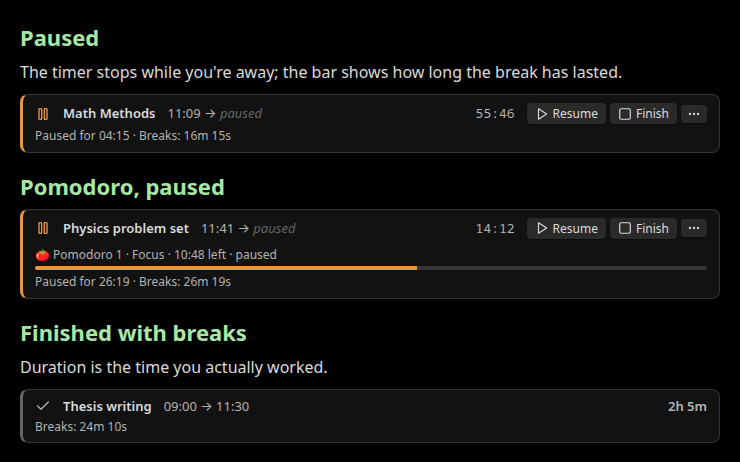 Paused
The timer stops while you're away; the bar shows how long the break has lasted.
Math Methods 11:09 → paused 55:46 Resume Finish ...
Paused for 04:15 · Breaks: 16m 15s
Pomodoro, paused
Physics problem set 11:41 → paused 14:12 Resume Finish ...
🍅 Pomodoro 1 · Focus · 10:48 left · paused
Paused for 26:19 · Breaks: 26m 19s
Finished with breaks
Duration is the time you actually worked.
Thesis writing 09:00 → 11:30 2h 5m
Breaks: 24m 10s